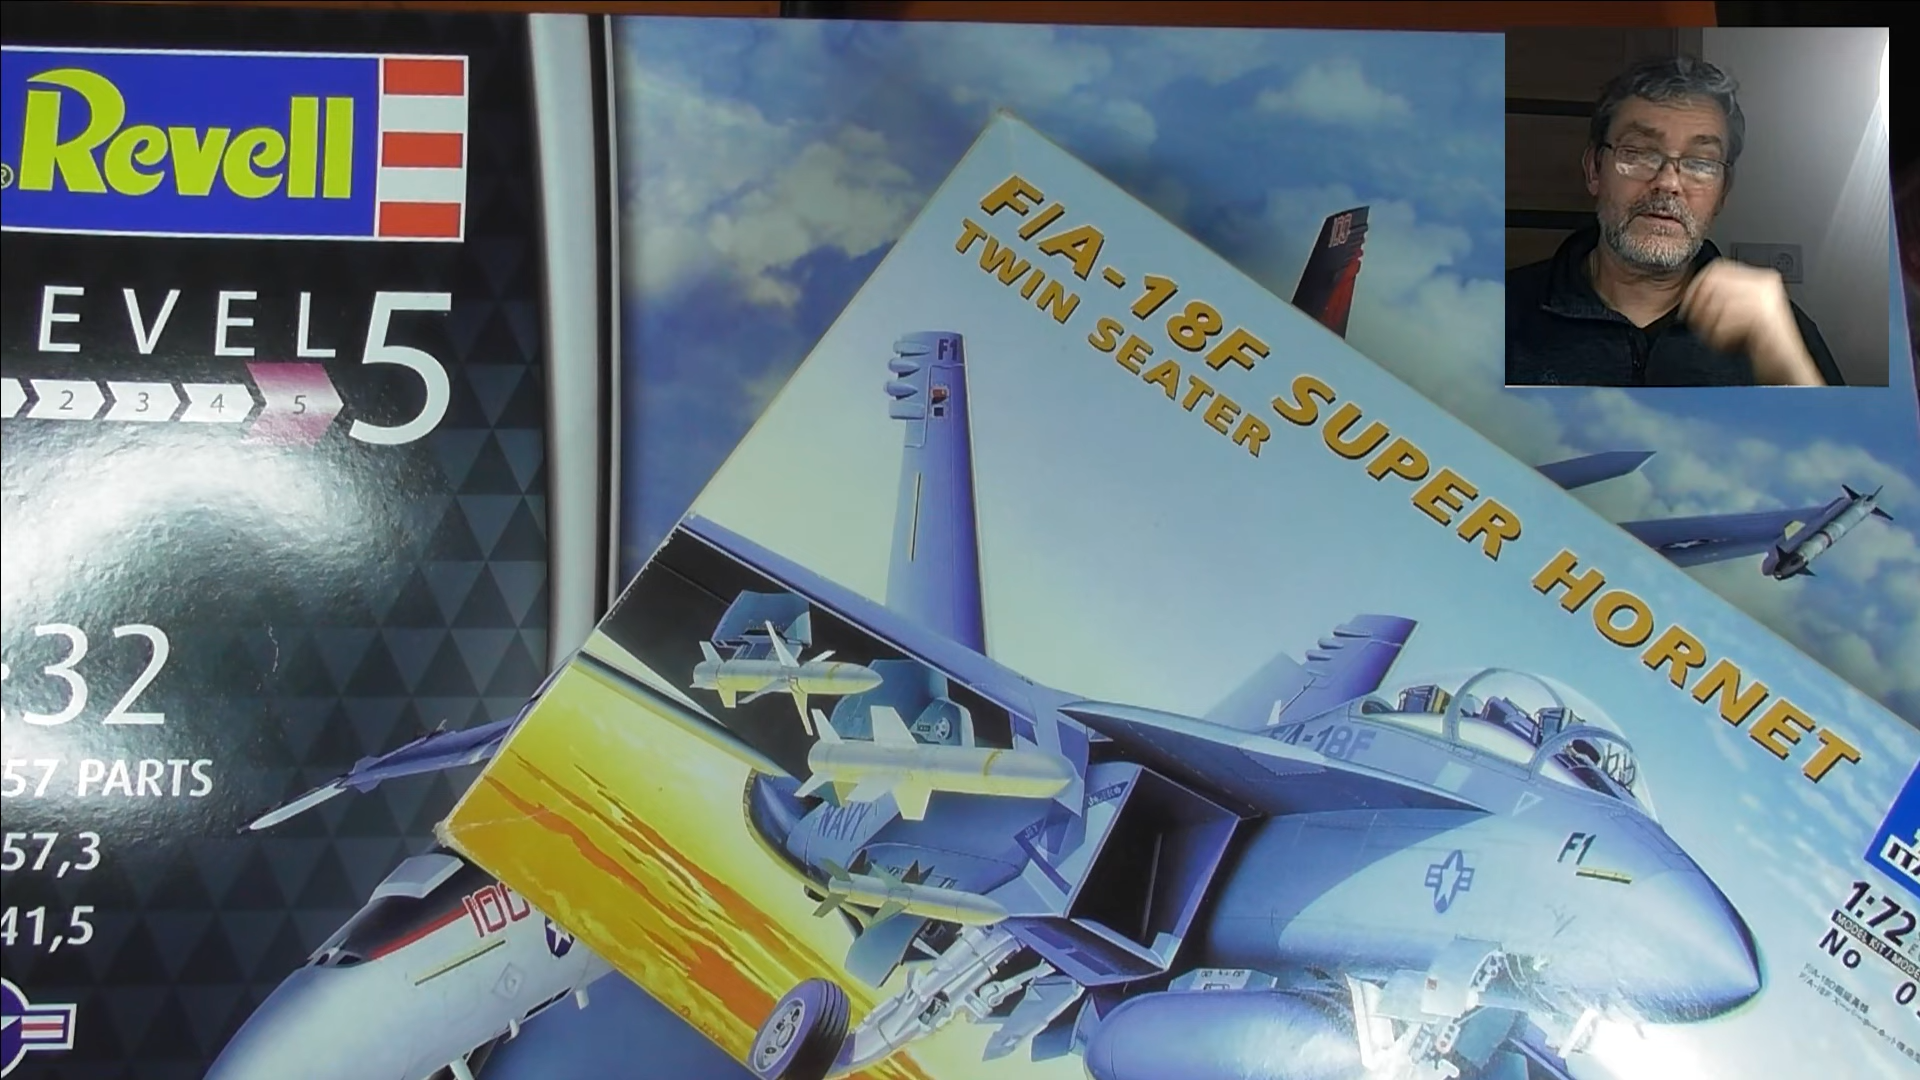 Revell
®
EVEL 5
2 3 4 5
32
57 PARTS
57,3
41,5
100
F/A-18F SUPER HORNET
TWIN SEATER
F1
F/A-18F
NAVY
F1
1:72
No
0